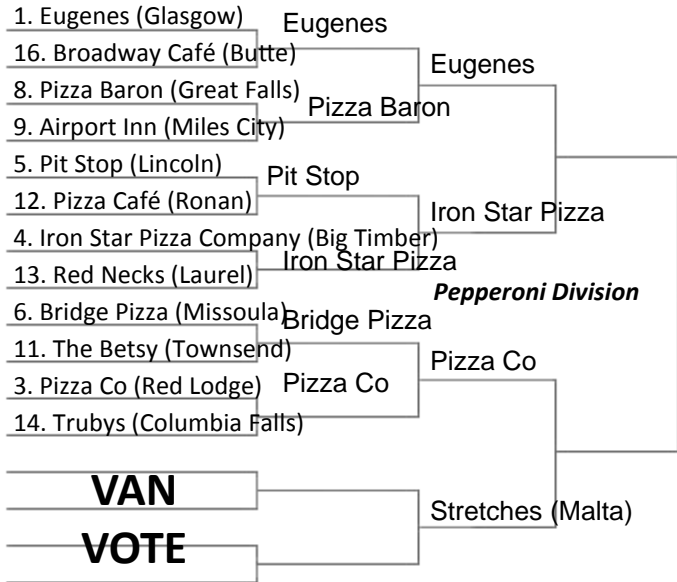 1. Eugenes (Glasgow)
16. Broadway Café (Butte)
8. Pizza Baron (Great Falls)
9. Airport Inn (Miles City)
5. Pit Stop (Lincoln)
12. Pizza Café (Ronan)
4. Iron Star Pizza Company (Big Timber)
13. Red Necks (Laurel)
6. Bridge Pizza (Missoula)
11. The Betsy (Townsend)
3. Pizza Co (Red Lodge)
14. Trubys (Columbia Falls)
VAN
VOTE
Eugenes
Pizza Baron
Pit Stop
Iron Star Pizza
Bridge Pizza
Pizza Co
Eugenes
Iron Star Pizza
Pepperoni Division
Pizza Co
Stretches (Malta)